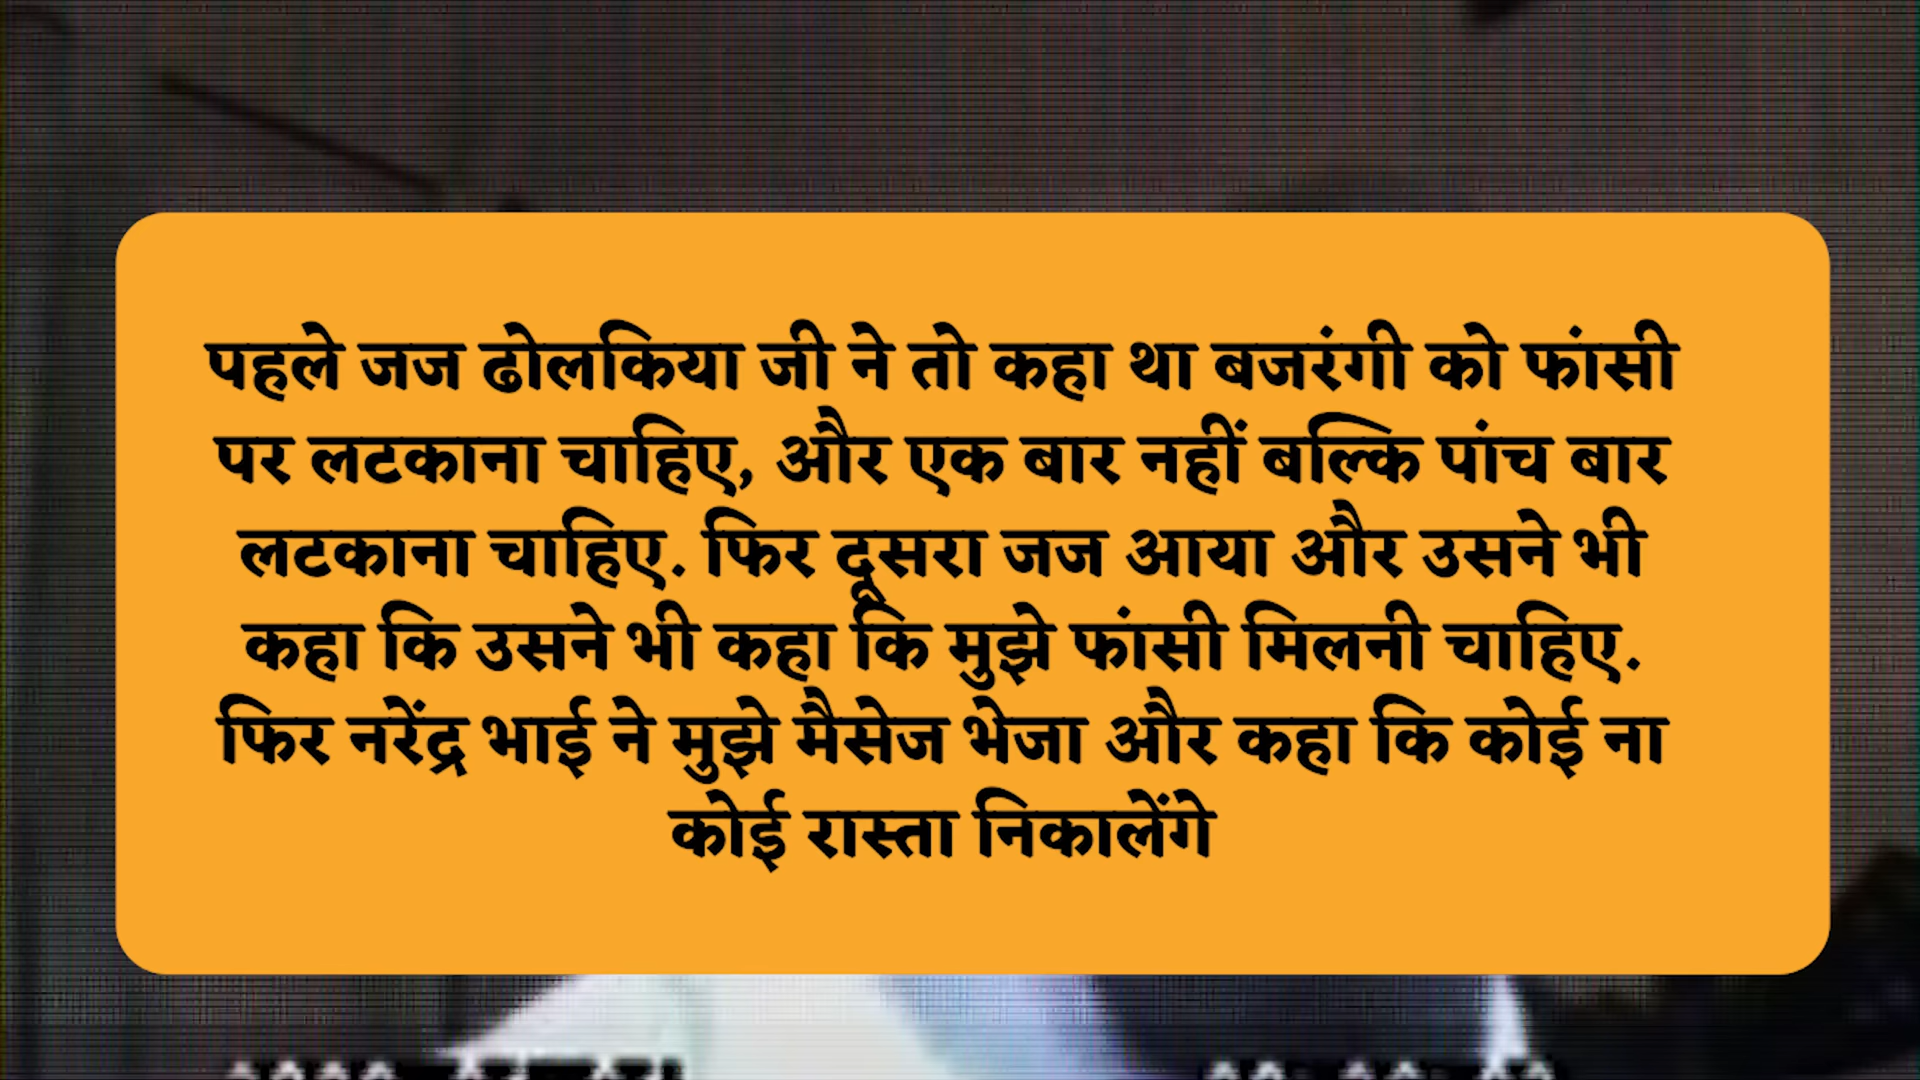 पहले जज ढोलकिया जी ने तो कहा था बजरंगी को फांसी
पर लटकाना चाहिए, और एक बार नहीं बल्कि पांच बार
लटकाना चाहिए. फिर दूसरा जज आया और उसने भी
कहा कि उसने भी कहा कि मुझे फांसी मिलनी चाहिए.
फिर नरेंद्र भाई ने मुझे मैसेज भेजा और कहा कि कोई ना
कोई रास्ता निकालेंगे